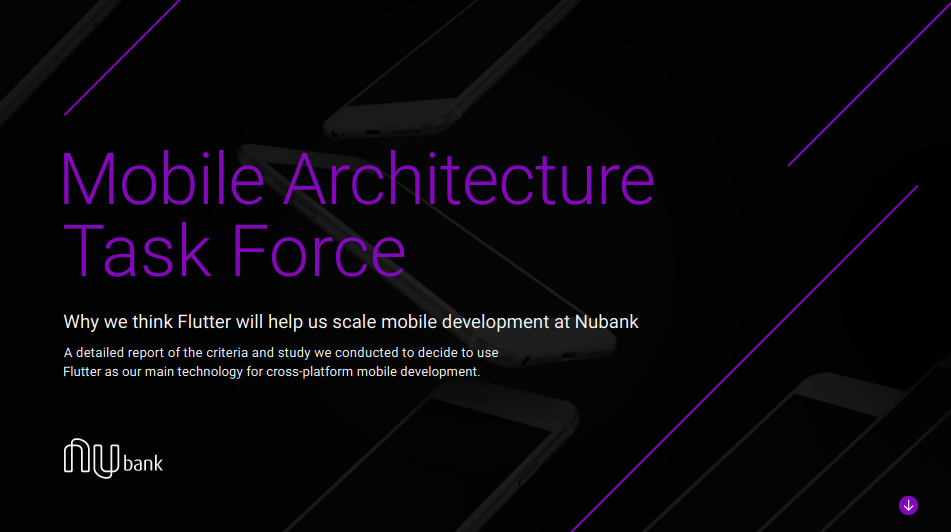 Mobile Architecture
Task Force
Why we think Flutter will help us scale mobile development at Nubank
A detailed report of the criteria and study we conducted to decide to use
Flutter as our main technology for cross-platform mobile development.
nu bank